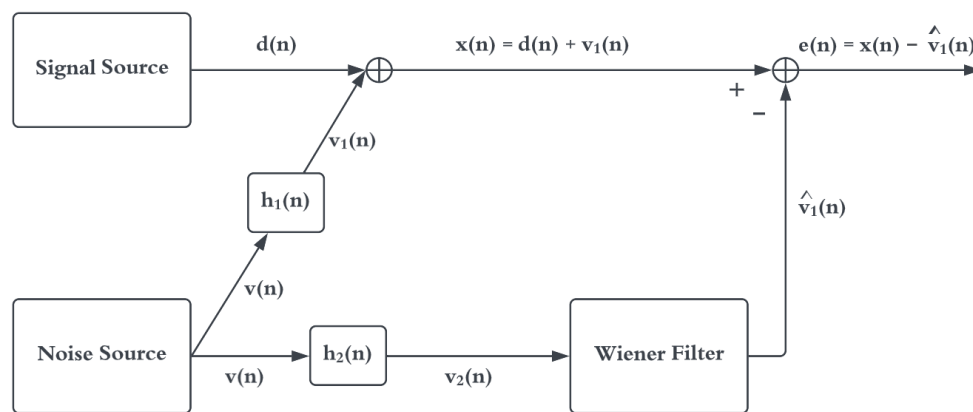 Signal Source
d(n)
x(n) = d(n) + v₁(n)
e(n) = x(n) − v̂₁(n)
+
−
v₁(n)
h₁(n)
v̂₁(n)
v(n)
Noise Source
v(n)
h₂(n)
v₂(n)
Wiener Filter